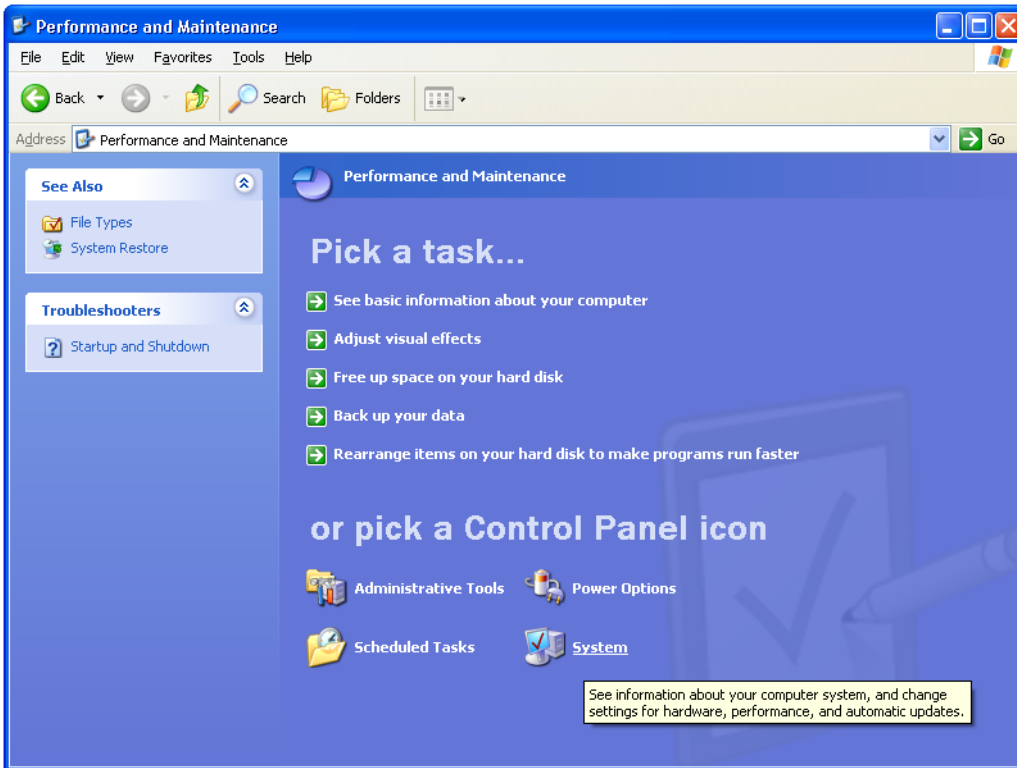 Performance and Maintenance
File Edit View Favorites Tools Help
Back Search Folders
Address Performance and Maintenance Go
See Also
File Types
System Restore
Troubleshooters
Startup and Shutdown
Performance and Maintenance
Pick a task...
See basic information about your computer
Adjust visual effects
Free up space on your hard disk
Back up your data
Rearrange items on your hard disk to make programs run faster
or pick a Control Panel icon
Administrative Tools Power Options
Scheduled Tasks System
See information about your computer system, and change
settings for hardware, performance, and automatic updates.